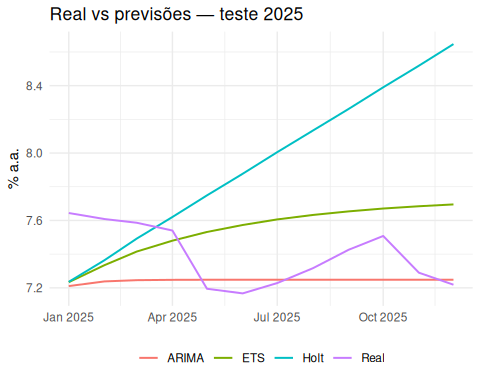 Real vs previsões — teste 2025
% a.a.
8.4
8.0
7.6
7.2
Jan 2025 Apr 2025 Jul 2025 Oct 2025
ARIMA ETS Holt Real